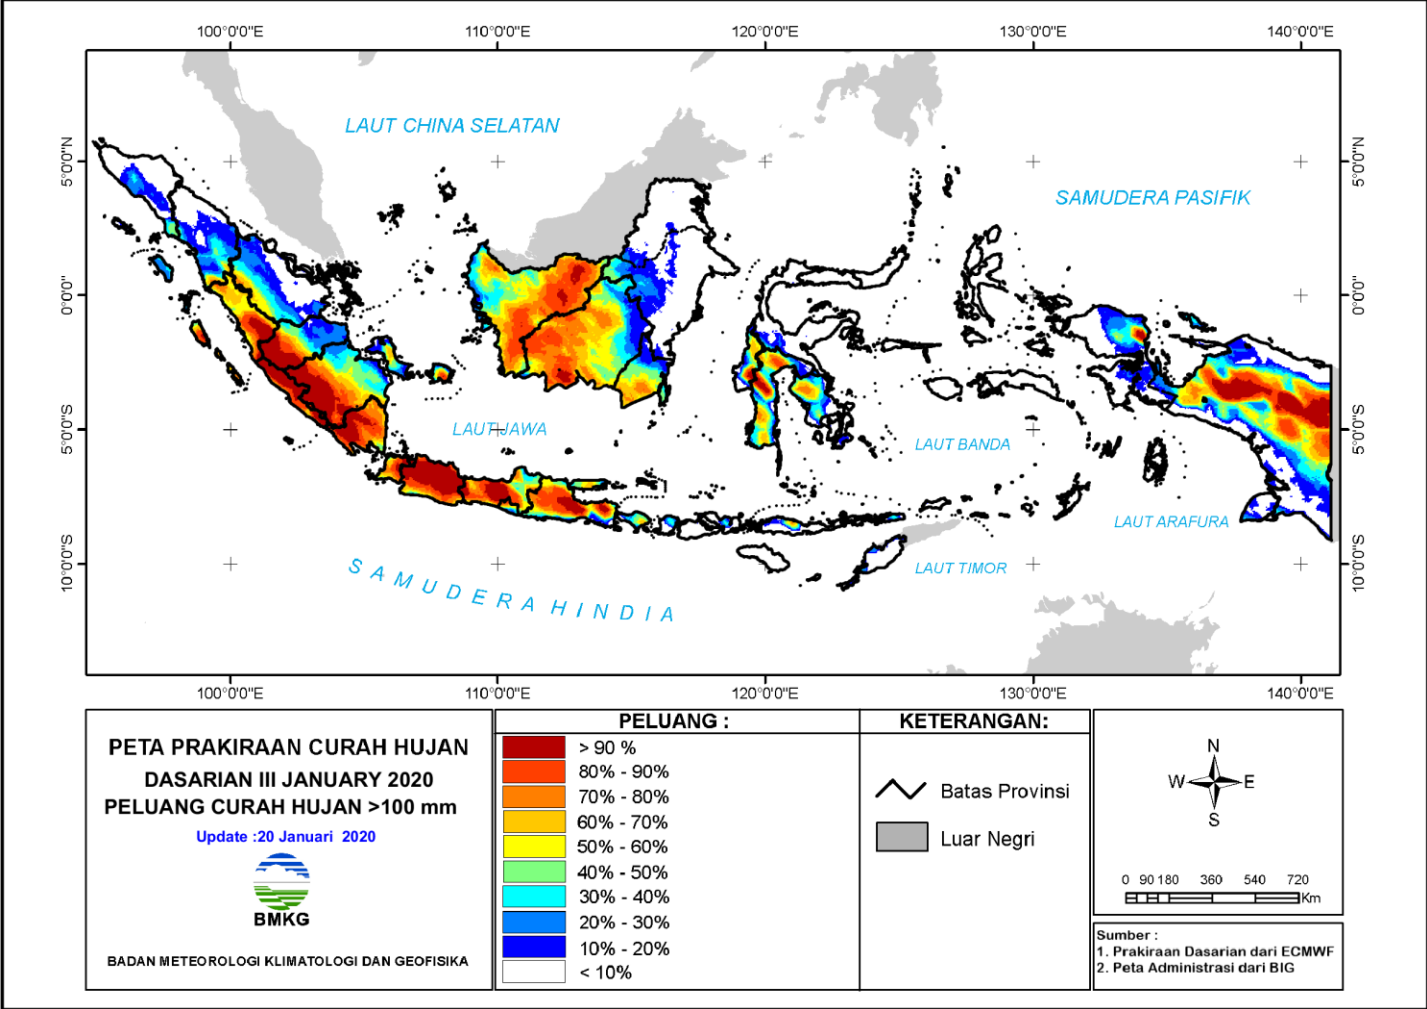 100°0'0"E 110°0'0"E 120°0'0"E 130°0'0"E 140°0'0"E
5°0'0"N
0°0'0"
5°0'0"S
10°0'0"S
LAUT CHINA SELATAN
SAMUDERA PASIFIK
LAUT JAWA
LAUT BANDA
LAUT ARAFURA
LAUT TIMOR
SAMUDERA HINDIA
5°0'0"N
0°0'0"
5°0'0"S
10°0'0"S
100°0'0"E 110°0'0"E 120°0'0"E 130°0'0"E 140°0'0"E
PETA PRAKIRAAN CURAH HUJAN
DASARIAN III JANUARY 2020
PELUANG CURAH HUJAN >100 mm
Update :20 Januari 2020
BMKG
BADAN METEOROLOGI KLIMATOLOGI DAN GEOFISIKA
PELUANG :
> 90 %
80% - 90%
70% - 80%
60% - 70%
50% - 60%
40% - 50%
30% - 40%
20% - 30%
10% - 20%
< 10%
KETERANGAN:
Batas Provinsi
Luar Negri
N
W E
S
0 90 180 360 540 720
Km
Sumber :
1. Prakiraan Dasarian dari ECMWF
2. Peta Administrasi dari BIG